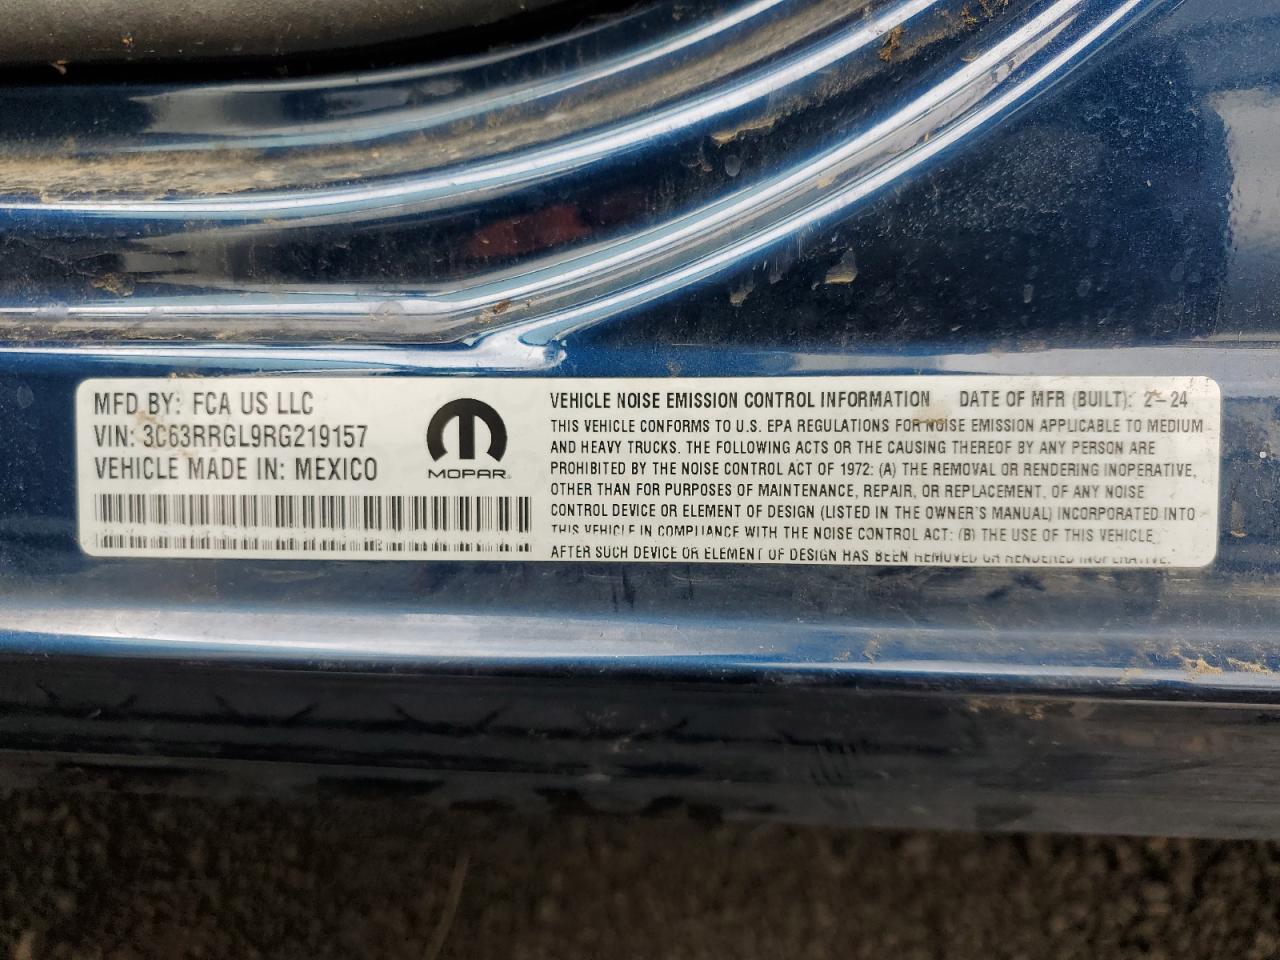 MFD BY: FCA US LLC
VIN: 3C63RRGL9RG219157
VEHICLE MADE IN: MEXICO
MOPAR
VEHICLE NOISE EMISSION CONTROL INFORMATION DATE OF MFR (BUILT): 2-24
THIS VEHICLE CONFORMS TO U.S. EPA REGULATIONS FOR NOISE EMISSION APPLICABLE TO MEDIUM
AND HEAVY TRUCKS. THE FOLLOWING ACTS OR THE CAUSING THEREOF BY ANY PERSON ARE
PROHIBITED BY THE NOISE CONTROL ACT OF 1972: (A) THE REMOVAL OR RENDERING INOPERATIVE,
OTHER THAN FOR PURPOSES OF MAINTENANCE, REPAIR, OR REPLACEMENT, OF ANY NOISE
CONTROL DEVICE OR ELEMENT OF DESIGN (LISTED IN THE OWNER'S MANUAL) INCORPORATED INTO
THIS VEHICLE IN COMPLIANCE WITH THE NOISE CONTROL ACT: (B) THE USE OF THIS VEHICLE
AFTER SUCH DEVICE OR ELEMENT OF DESIGN HAS BEEN REMOVED OR RENDERED INOPERATIVE.